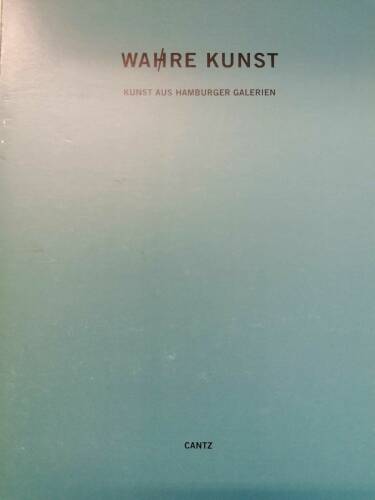 WAHRE KUNST
KUNST AUS HAMBURGER GALERIEN
CANTZ